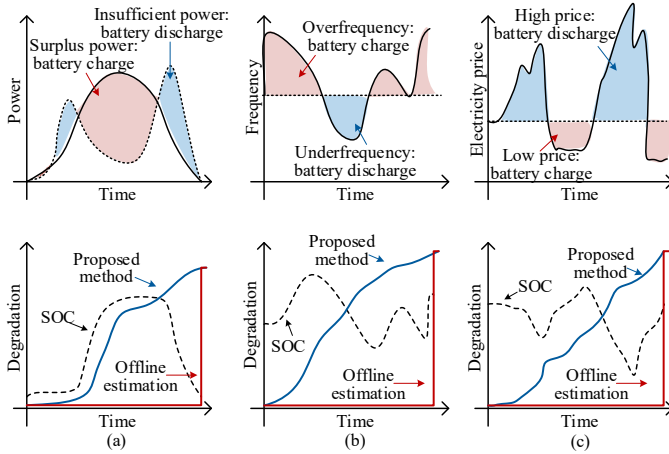 Insufficient power:
battery discharge
Surplus power:
battery charge
Power
Time
Overfrequency:
battery charge
Frequency
Underfrequency:
battery discharge
Time
High price:
battery discharge
Electricity price
Low price:
battery charge
Time
Proposed
method
SOC
Degradation
Offline
estimation
Time
(a)
Proposed
method
SOC
Degradation
Offline
estimation
Time
(b)
Proposed
method
SOC
Degradation
Offline
estimation
Time
(c)